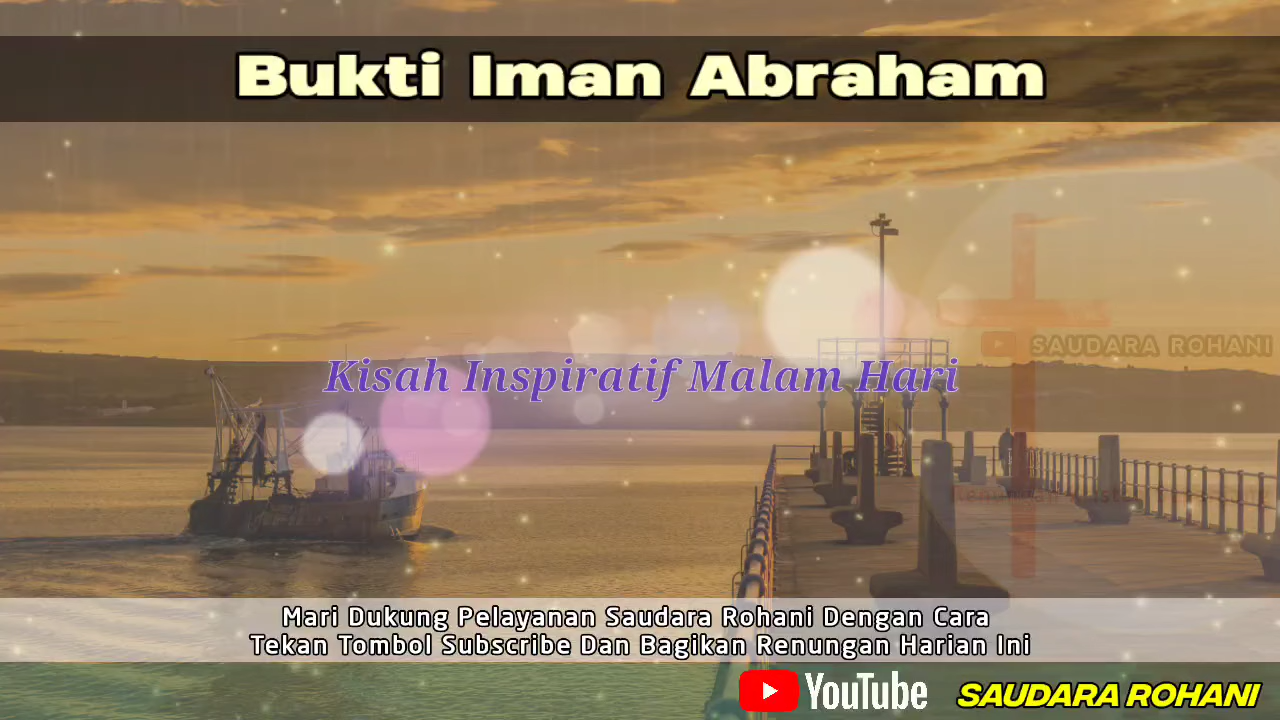 Bukti Iman Abraham
SAUDARA ROHANI
Kisah Inspiratif Malam Hari
Mari Dukung Pelayanan Saudara Rohani Dengan Cara
Tekan Tombol Subscribe Dan Bagikan Renungan Harian Ini
YouTube
SAUDARA ROHANI